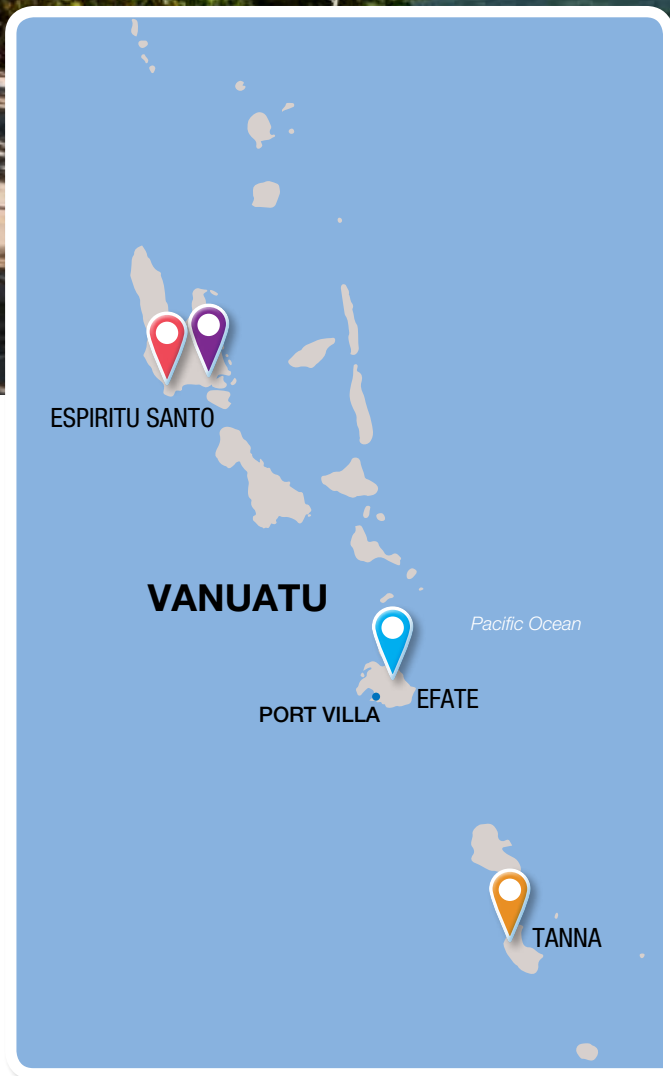 ESPIRITU SANTO
VANUATU
Pacific Ocean
EFATE
PORT VILLA
TANNA